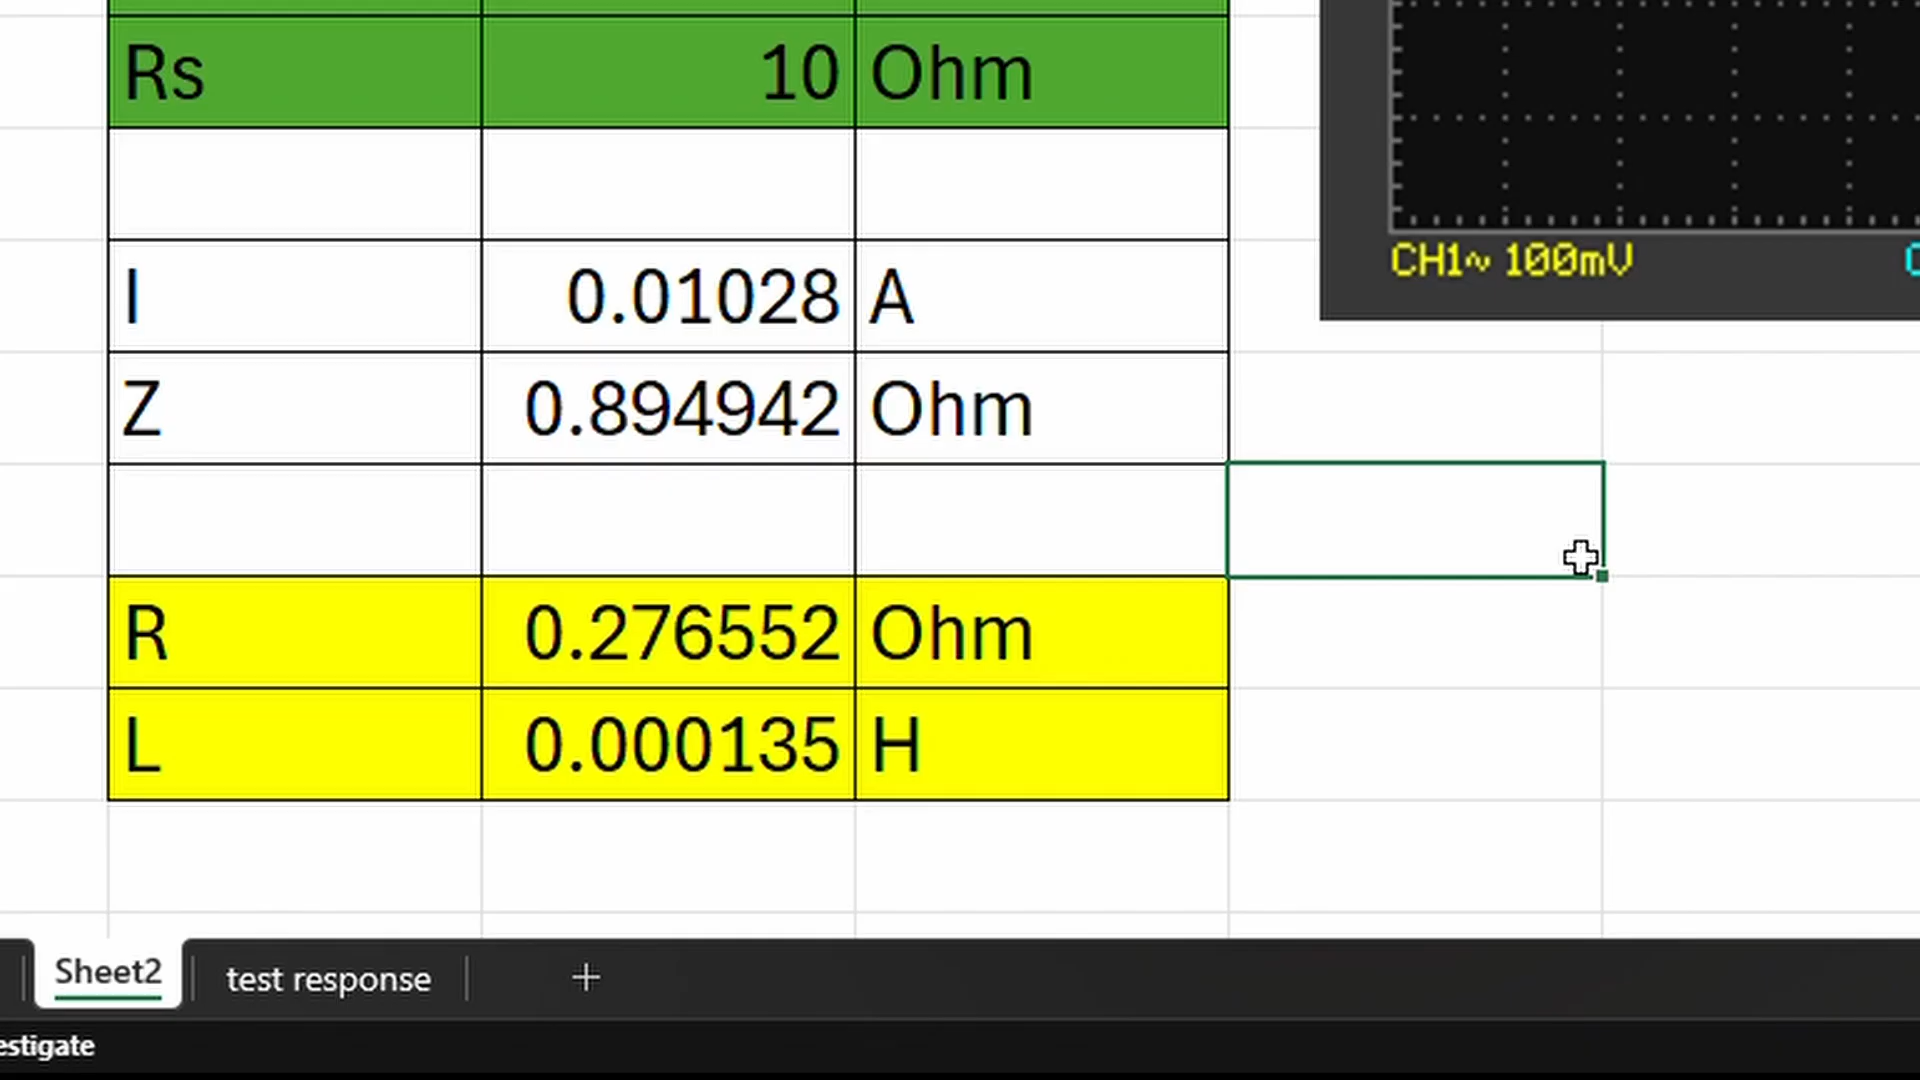 Rs 10 Ohm
CH1~ 100mV
I 0.01028 A
Z 0.894942 Ohm
R 0.276552 Ohm
L 0.000135 H
Sheet2 test response +
estigate